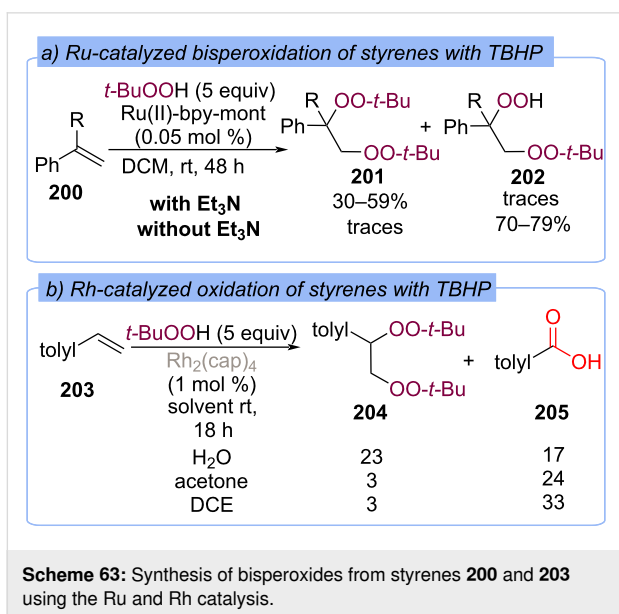 a) Ru-catalyzed bisperoxidation of styrenes with TBHP
t-BuOOH (5 equiv)
Ru(II)-bpy-mont
(0.05 mol %)
DCM, rt, 48 h
R
Ph
200
with Et3N
without Et3N
R
OO-t-Bu
Ph
OO-t-Bu
201
30–59%
traces
+
R
OOH
Ph
OO-t-Bu
202
traces
70–79%
b) Rh-catalyzed oxidation of styrenes with TBHP
tolyl
203
t-BuOOH (5 equiv)
Rh2(cap)4
(1 mol %)
solvent rt,
18 h
tolyl
OO-t-Bu
OO-t-Bu
204
+
O
tolyl
OH
205
H2O 23 17
acetone 3 24
DCE 3 33
Scheme 63: Synthesis of bisperoxides from styrenes 200 and 203
using the Ru and Rh catalysis.